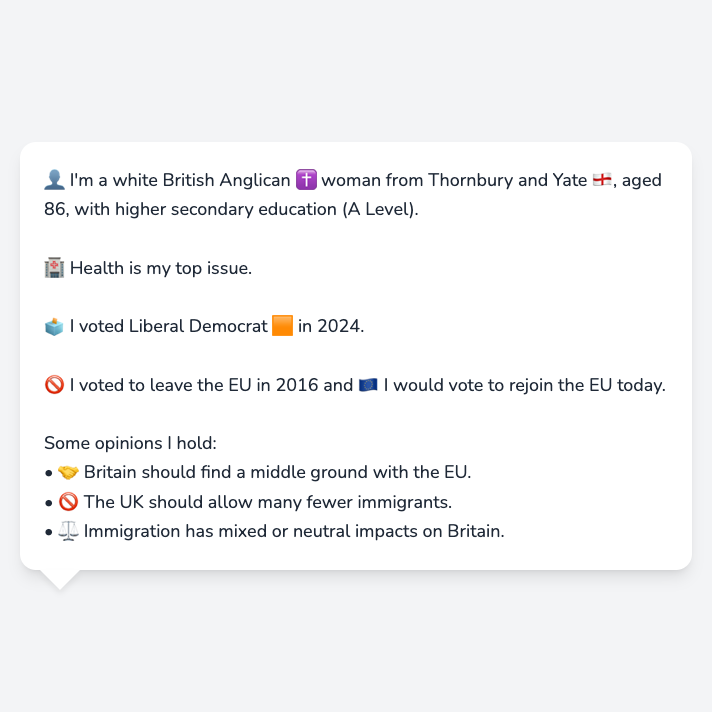 👤 I'm a white British Anglican ✝️ woman from Thornbury and Yate 🏴󠁧󠁢󠁥󠁮󠁧󠁿, aged
86, with higher secondary education (A Level).
🏥 Health is my top issue.
🗳️ I voted Liberal Democrat 🟧 in 2024.
🚫 I voted to leave the EU in 2016 and 🇪🇺 I would vote to rejoin the EU today.
Some opinions I hold:
• 🤝 Britain should find a middle ground with the EU.
• 🚫 The UK should allow many fewer immigrants.
• ⚖️ Immigration has mixed or neutral impacts on Britain.